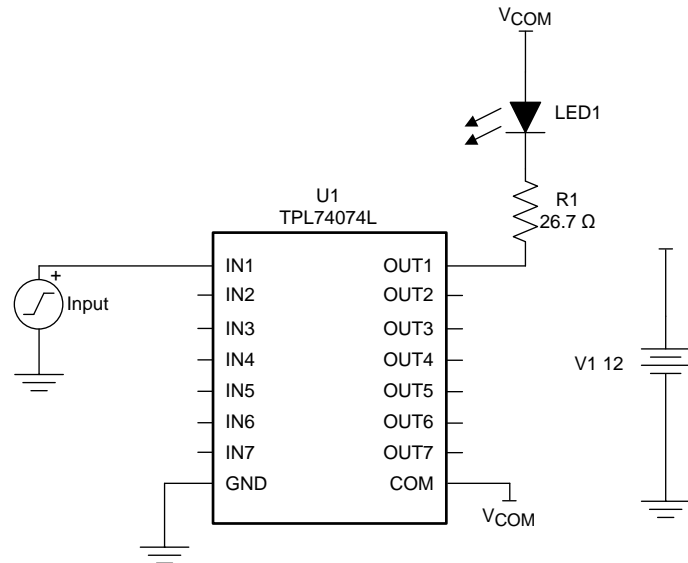 VCOM
LED1
R1
26.7 Ω
U1
TPL74074L
IN1
IN2
IN3
IN4
IN5
IN6
IN7
GND
OUT1
OUT2
OUT3
OUT4
OUT5
OUT6
OUT7
COM
+
Input
V1 12
VCOM